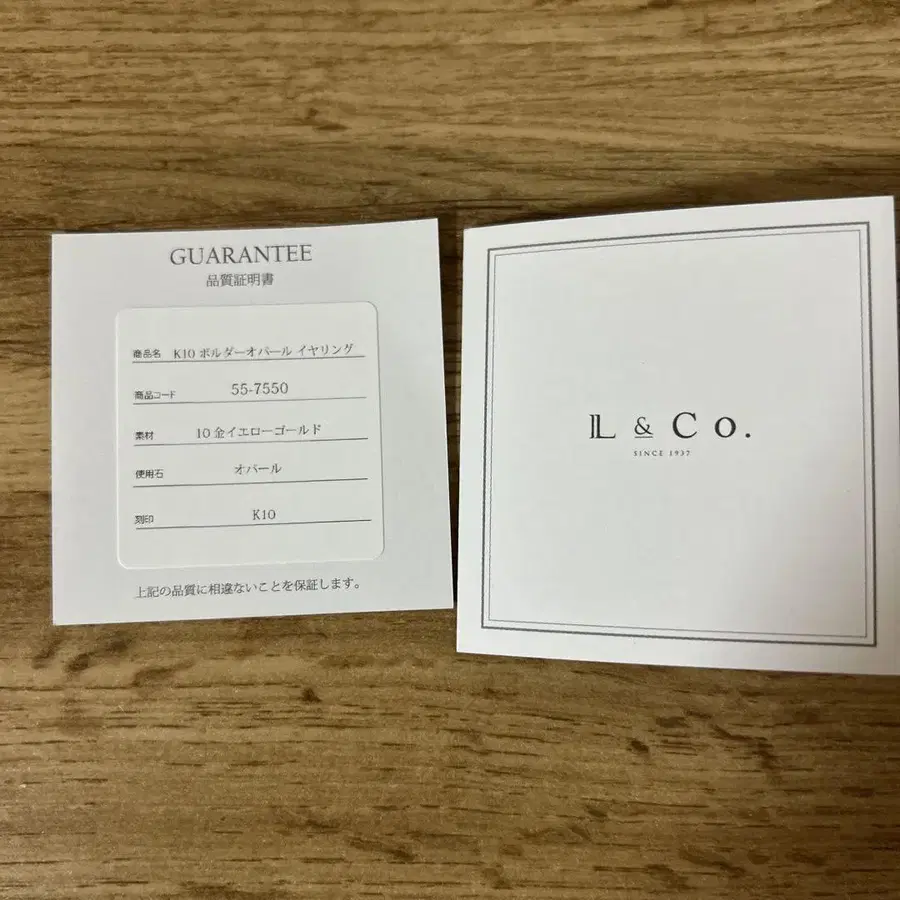 GUARANTEE
品質証明書
商品名 K10 ボルダーオパール イヤリング
商品コード 55-7550
素材 10金イエローゴールド
使用石 オパール
刻印 K10
上記の品質に相違ないことを保証します。
L & Co.
SINCE 1937